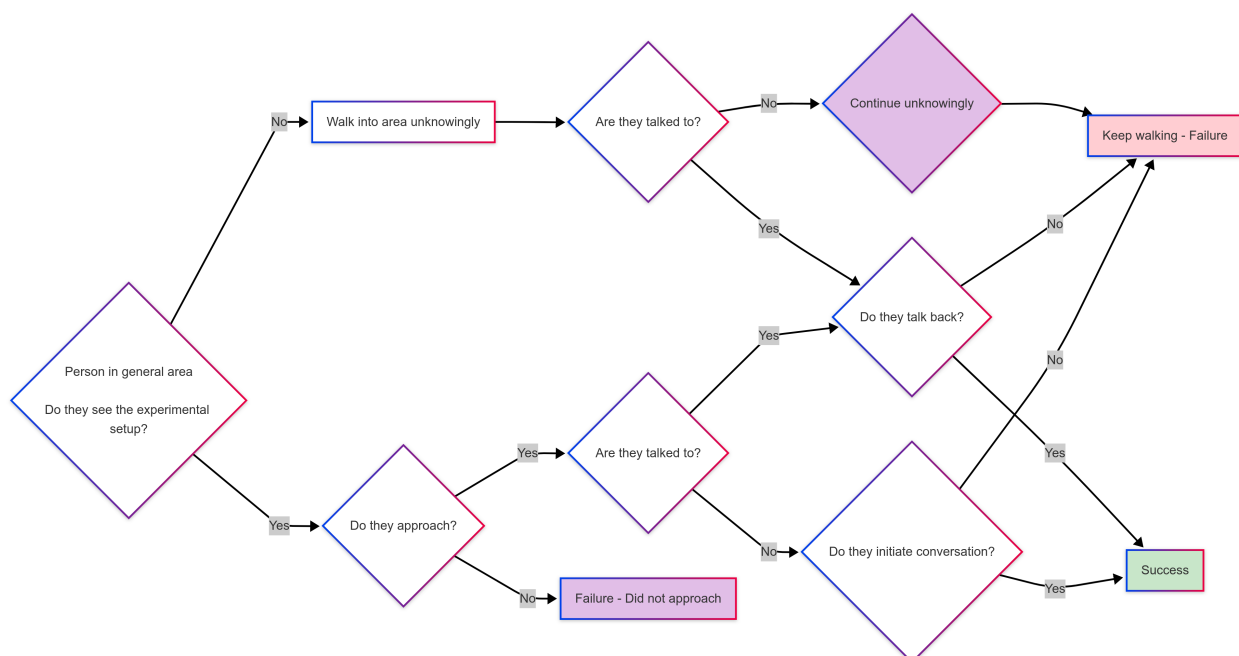 Person in general area
Do they see the experimental
setup?
No
Yes
Walk into area unknowingly
Do they approach?
Yes
No
Are they talked to?
No
Yes
Are they talked to?
Yes
No
Failure - Did not approach
Continue unknowingly
Do they talk back?
No
Yes
Do they initiate conversation?
No
Yes
Keep walking - Failure
Success